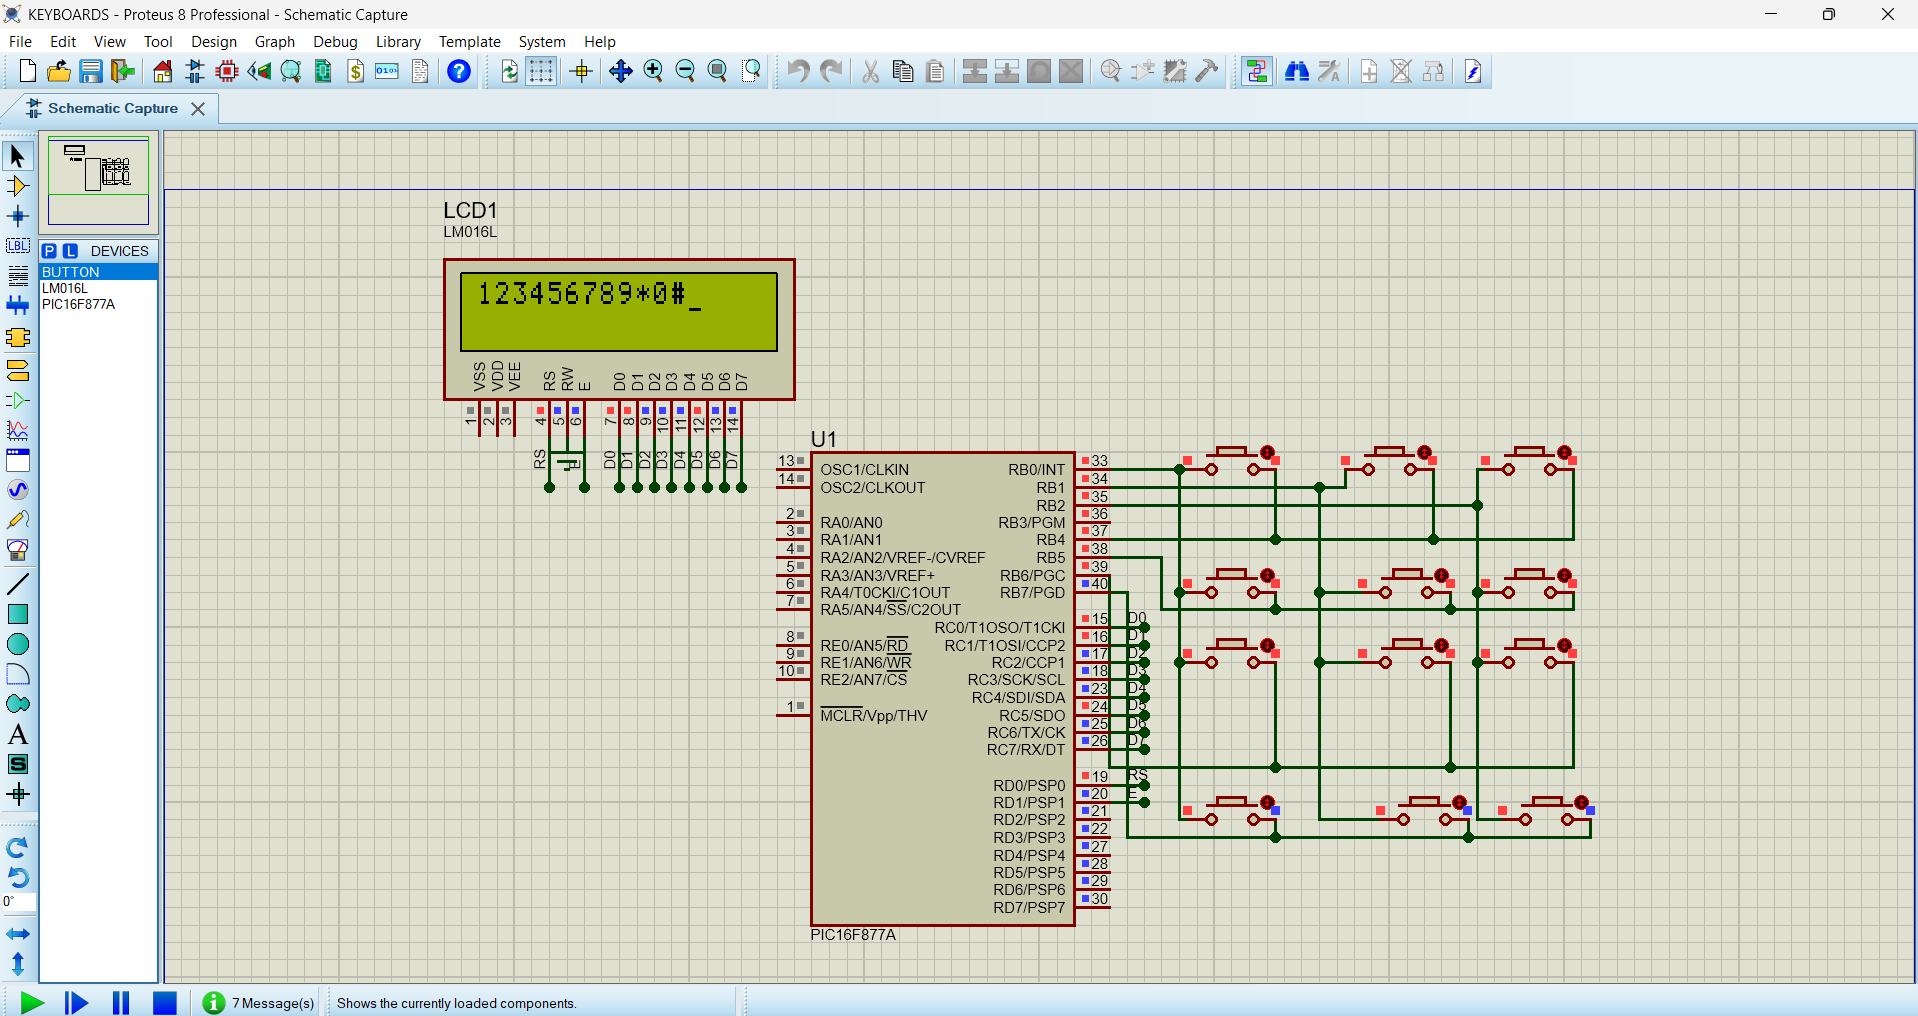 KEYBOARDS - Proteus 8 Professional - Schematic Capture
File Edit View Tool Design Graph Debug Library Template System Help
Schematic Capture
P L DEVICES
BUTTON
LM016L
PIC16F877A
LBL
A
S
0°
LCD1
LM016L
123456789*0#_
VSS VDD VEE RS RW E D0 D1 D2 D3 D4 D5 D6 D7
1 2 3 4 5 6 7 8 9 10 11 12 13 14
RS E D0 D1 D2 D3 D4 D5 D6 D7
U1
13 OSC1/CLKIN RB0/INT 33
14 OSC2/CLKOUT RB1 34
RB2 35
2 RA0/AN0 RB3/PGM 36
3 RA1/AN1 RB4 37
4 RA2/AN2/VREF-/CVREF RB5 38
5 RA3/AN3/VREF+ RB6/PGC 39
6 RA4/T0CKI/C1OUT RB7/PGD 40
7 RA5/AN4/SS/C2OUT
RC0/T1OSO/T1CKI 15 D0
8 RE0/AN5/RD RC1/T1OSI/CCP2 16 D1
9 RE1/AN6/WR RC2/CCP1 17 D2
10 RE2/AN7/CS RC3/SCK/SCL 18 D3
RC4/SDI/SDA 23 D4
1 MCLR/Vpp/THV RC5/SDO 24 D5
RC6/TX/CK 25 D6
RC7/RX/DT 26 D7
RD0/PSP0 19 RS
RD1/PSP1 20 E
RD2/PSP2 21
RD3/PSP3 22
RD4/PSP4 27
RD5/PSP5 28
RD6/PSP6 29
RD7/PSP7 30
PIC16F877A
7 Message(s) Shows the currently loaded components.